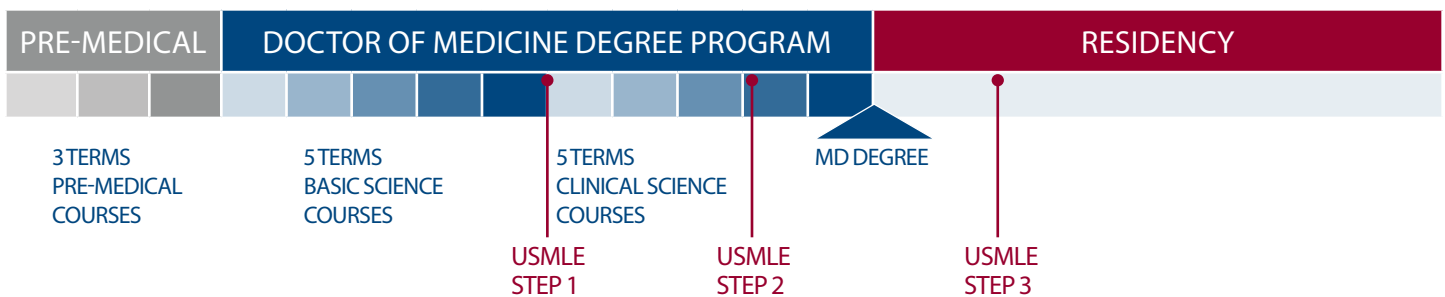 PRE-MEDICAL
DOCTOR OF MEDICINE DEGREE PROGRAM
RESIDENCY
3 TERMS
PRE-MEDICAL
COURSES
5 TERMS
BASIC SCIENCE
COURSES
5 TERMS
CLINICAL SCIENCE
COURSES
MD DEGREE
USMLE
STEP 1
USMLE
STEP 2
USMLE
STEP 3